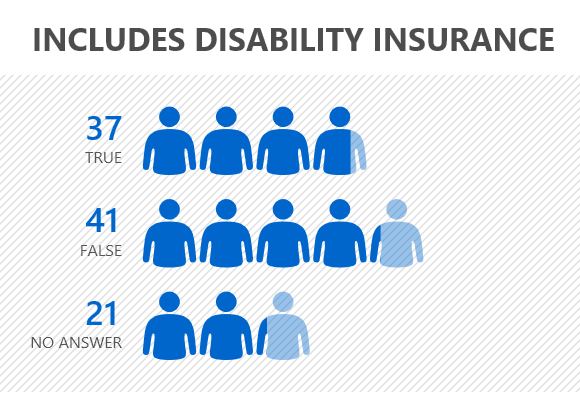 INCLUDES DISABILITY INSURANCE
37
TRUE
41
FALSE
21
NO ANSWER